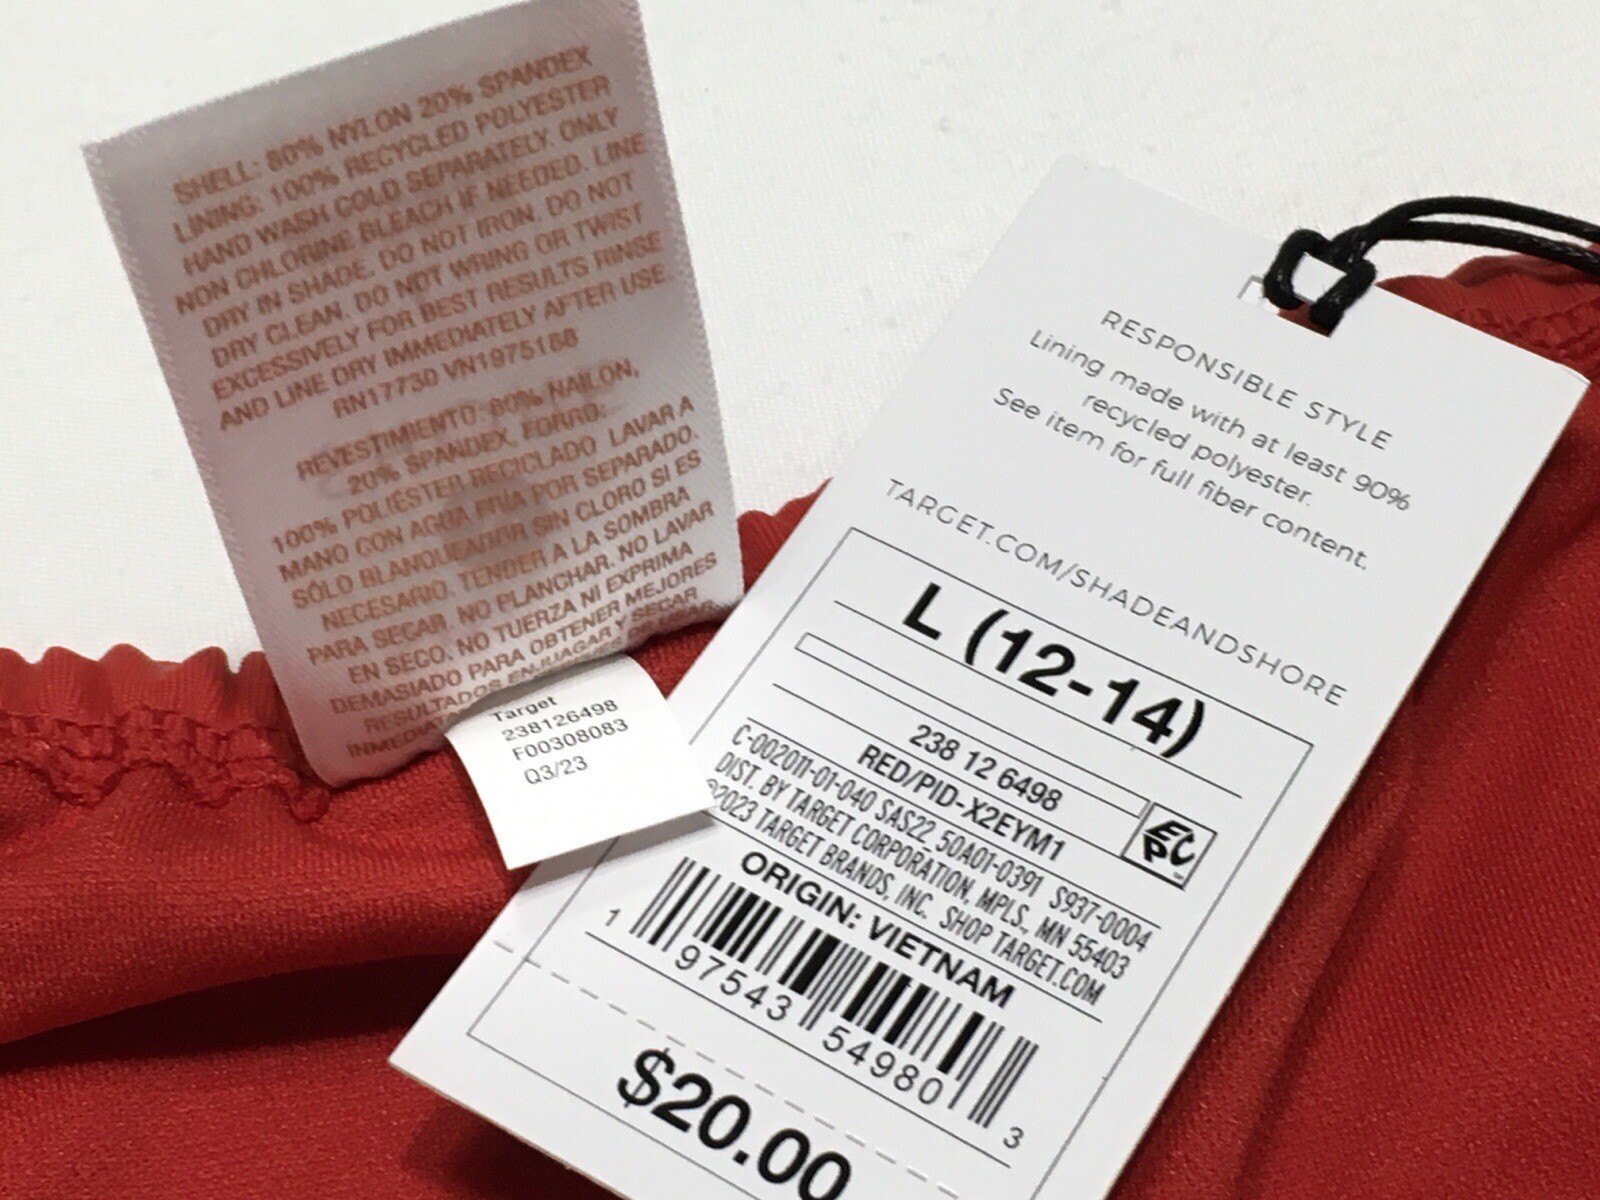 SHELL: 80% NYLON 20% SPANDEX
LINING: 100% RECYCLED POLYESTER
HAND WASH COLD SEPARATELY. ONLY
NON CHLORINE BLEACH IF NEEDED. LINE
DRY IN SHADE. DO NOT IRON. DO NOT
DRY CLEAN. DO NOT WRING OR TWIST
EXCESSIVELY FOR BEST RESULTS RINSE
AND LINE DRY IMMEDIATELY AFTER USE.
RN17730 VN1975188
REVESTIMIENTO: 80% NAILON,
20% SPANDEX. FORRO:
100% POLIÉSTER RECICLADO LAVAR A
MANO CON AGUA FRÍA POR SEPARADO.
SÓLO BLANQUEADOR SIN CLORO SI ES
NECESARIO. TENDER A LA SOMBRA
PARA SECAR. NO PLANCHAR. NO LAVAR
EN SECO. NO TUERZA NI EXPRIMA
DEMASIADO PARA OBTENER MEJORES
RESULTADOS ENJUAGAR Y SECAR
Target
238126498
F00308083
Q3/23
RESPONSIBLE STYLE
Lining made with at least 90%
recycled polyester.
See item for full fiber content.
TARGET.COM/SHADEANDSHORE
L (12-14)
238 12 6498
RED/PID-X2EYM1
C-002011-01-040 SAS22 50A01-0391 S937-0004
DIST. BY TARGET CORPORATION, MPLS., MN 55403
©2023 TARGET BRANDS, INC. SHOP TARGET.COM
EPC
ORIGIN: VIETNAM
1 97543 54980 3
$20.00